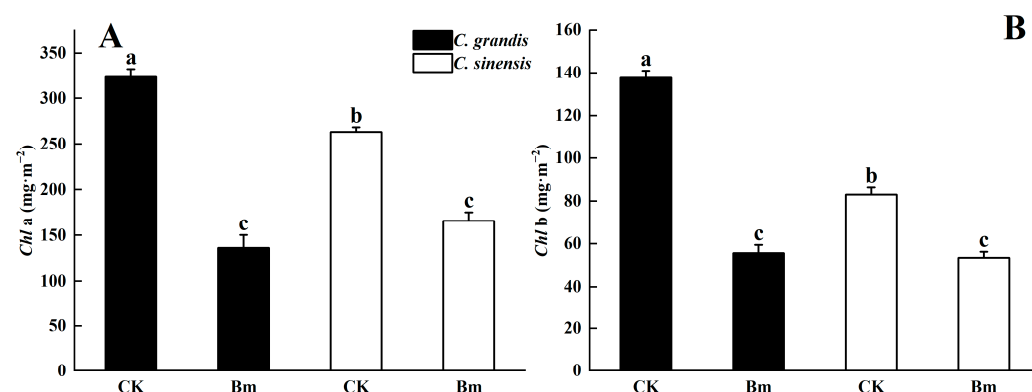 A
C. grandis
C. sinensis
Chl a (mg·m−2)
350
300
250
200
150
100
50
0
a
c
b
c
CK
Bm
CK
Bm
B
Chl b (mg·m−2)
160
140
120
100
80
60
40
20
0
a
c
b
c
CK
Bm
CK
Bm